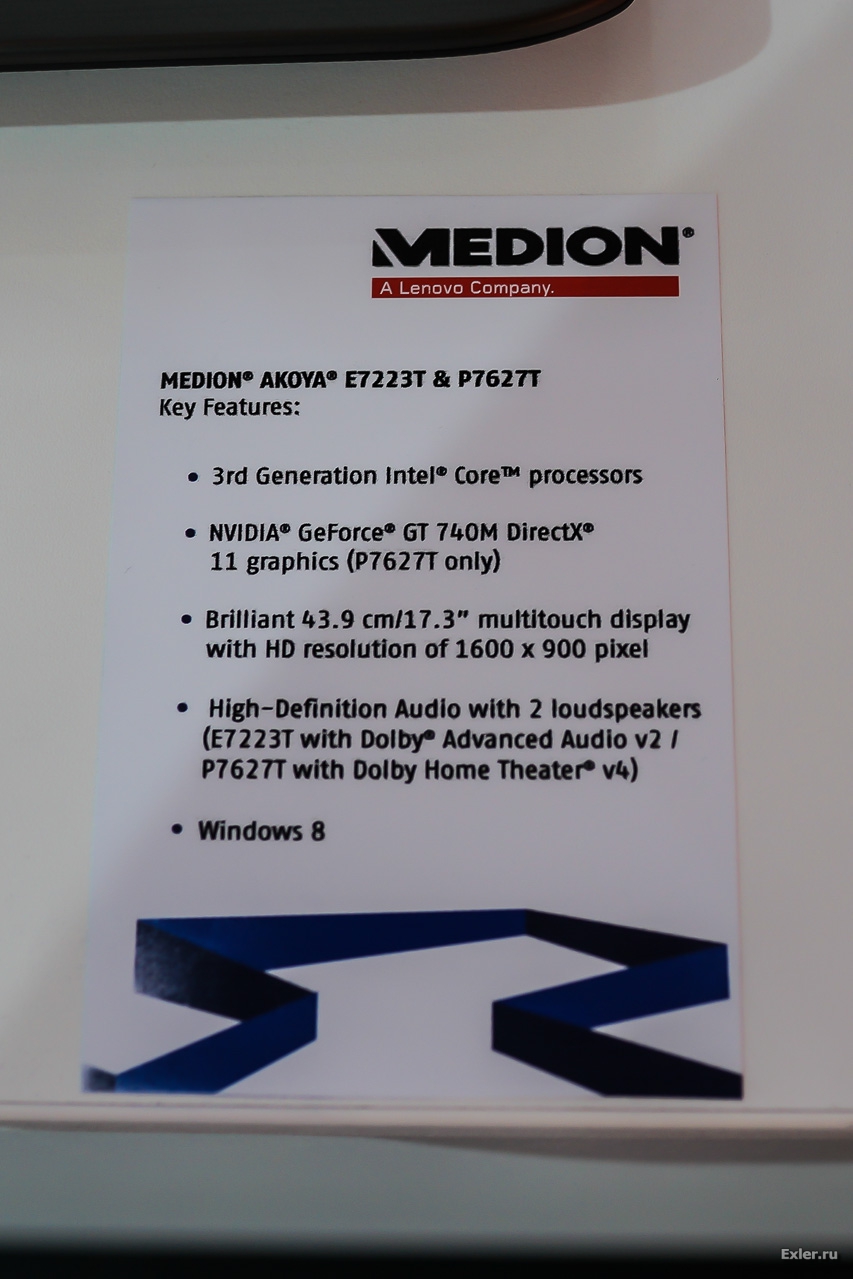 MEDION®
A Lenovo Company.
MEDION® AKOYA® E7223T & P7627T
Key Features:
• 3rd Generation Intel® Core™ processors
• NVIDIA® GeForce® GT 740M DirectX®
11 graphics (P7627T only)
• Brilliant 43.9 cm/17.3” multitouch display
with HD resolution of 1600 x 900 pixel
• High-Definition Audio with 2 loudspeakers
(E7223T with Dolby® Advanced Audio v2 /
P7627T with Dolby Home Theater® v4)
• Windows 8
Exler.ru